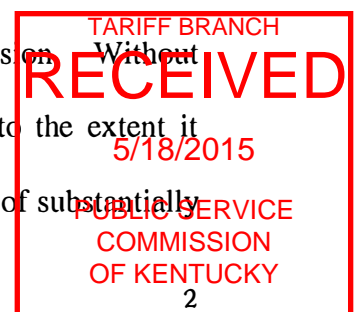 TARIFF BRANCH
sion Without
RECEIVED
to the extent it
5/18/2015
of substantially
PUBLIC SERVICE
COMMISSION
OF KENTUCKY
2